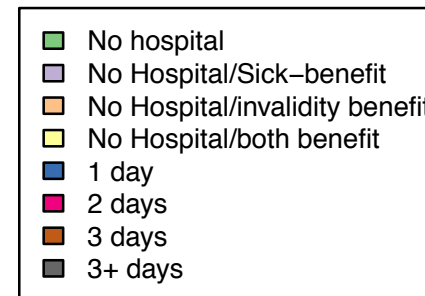 No hospital
No Hospital/Sick−benefit
No Hospital/invalidity benefit
No Hospital/both benefit
1 day
2 days
3 days
3+ days